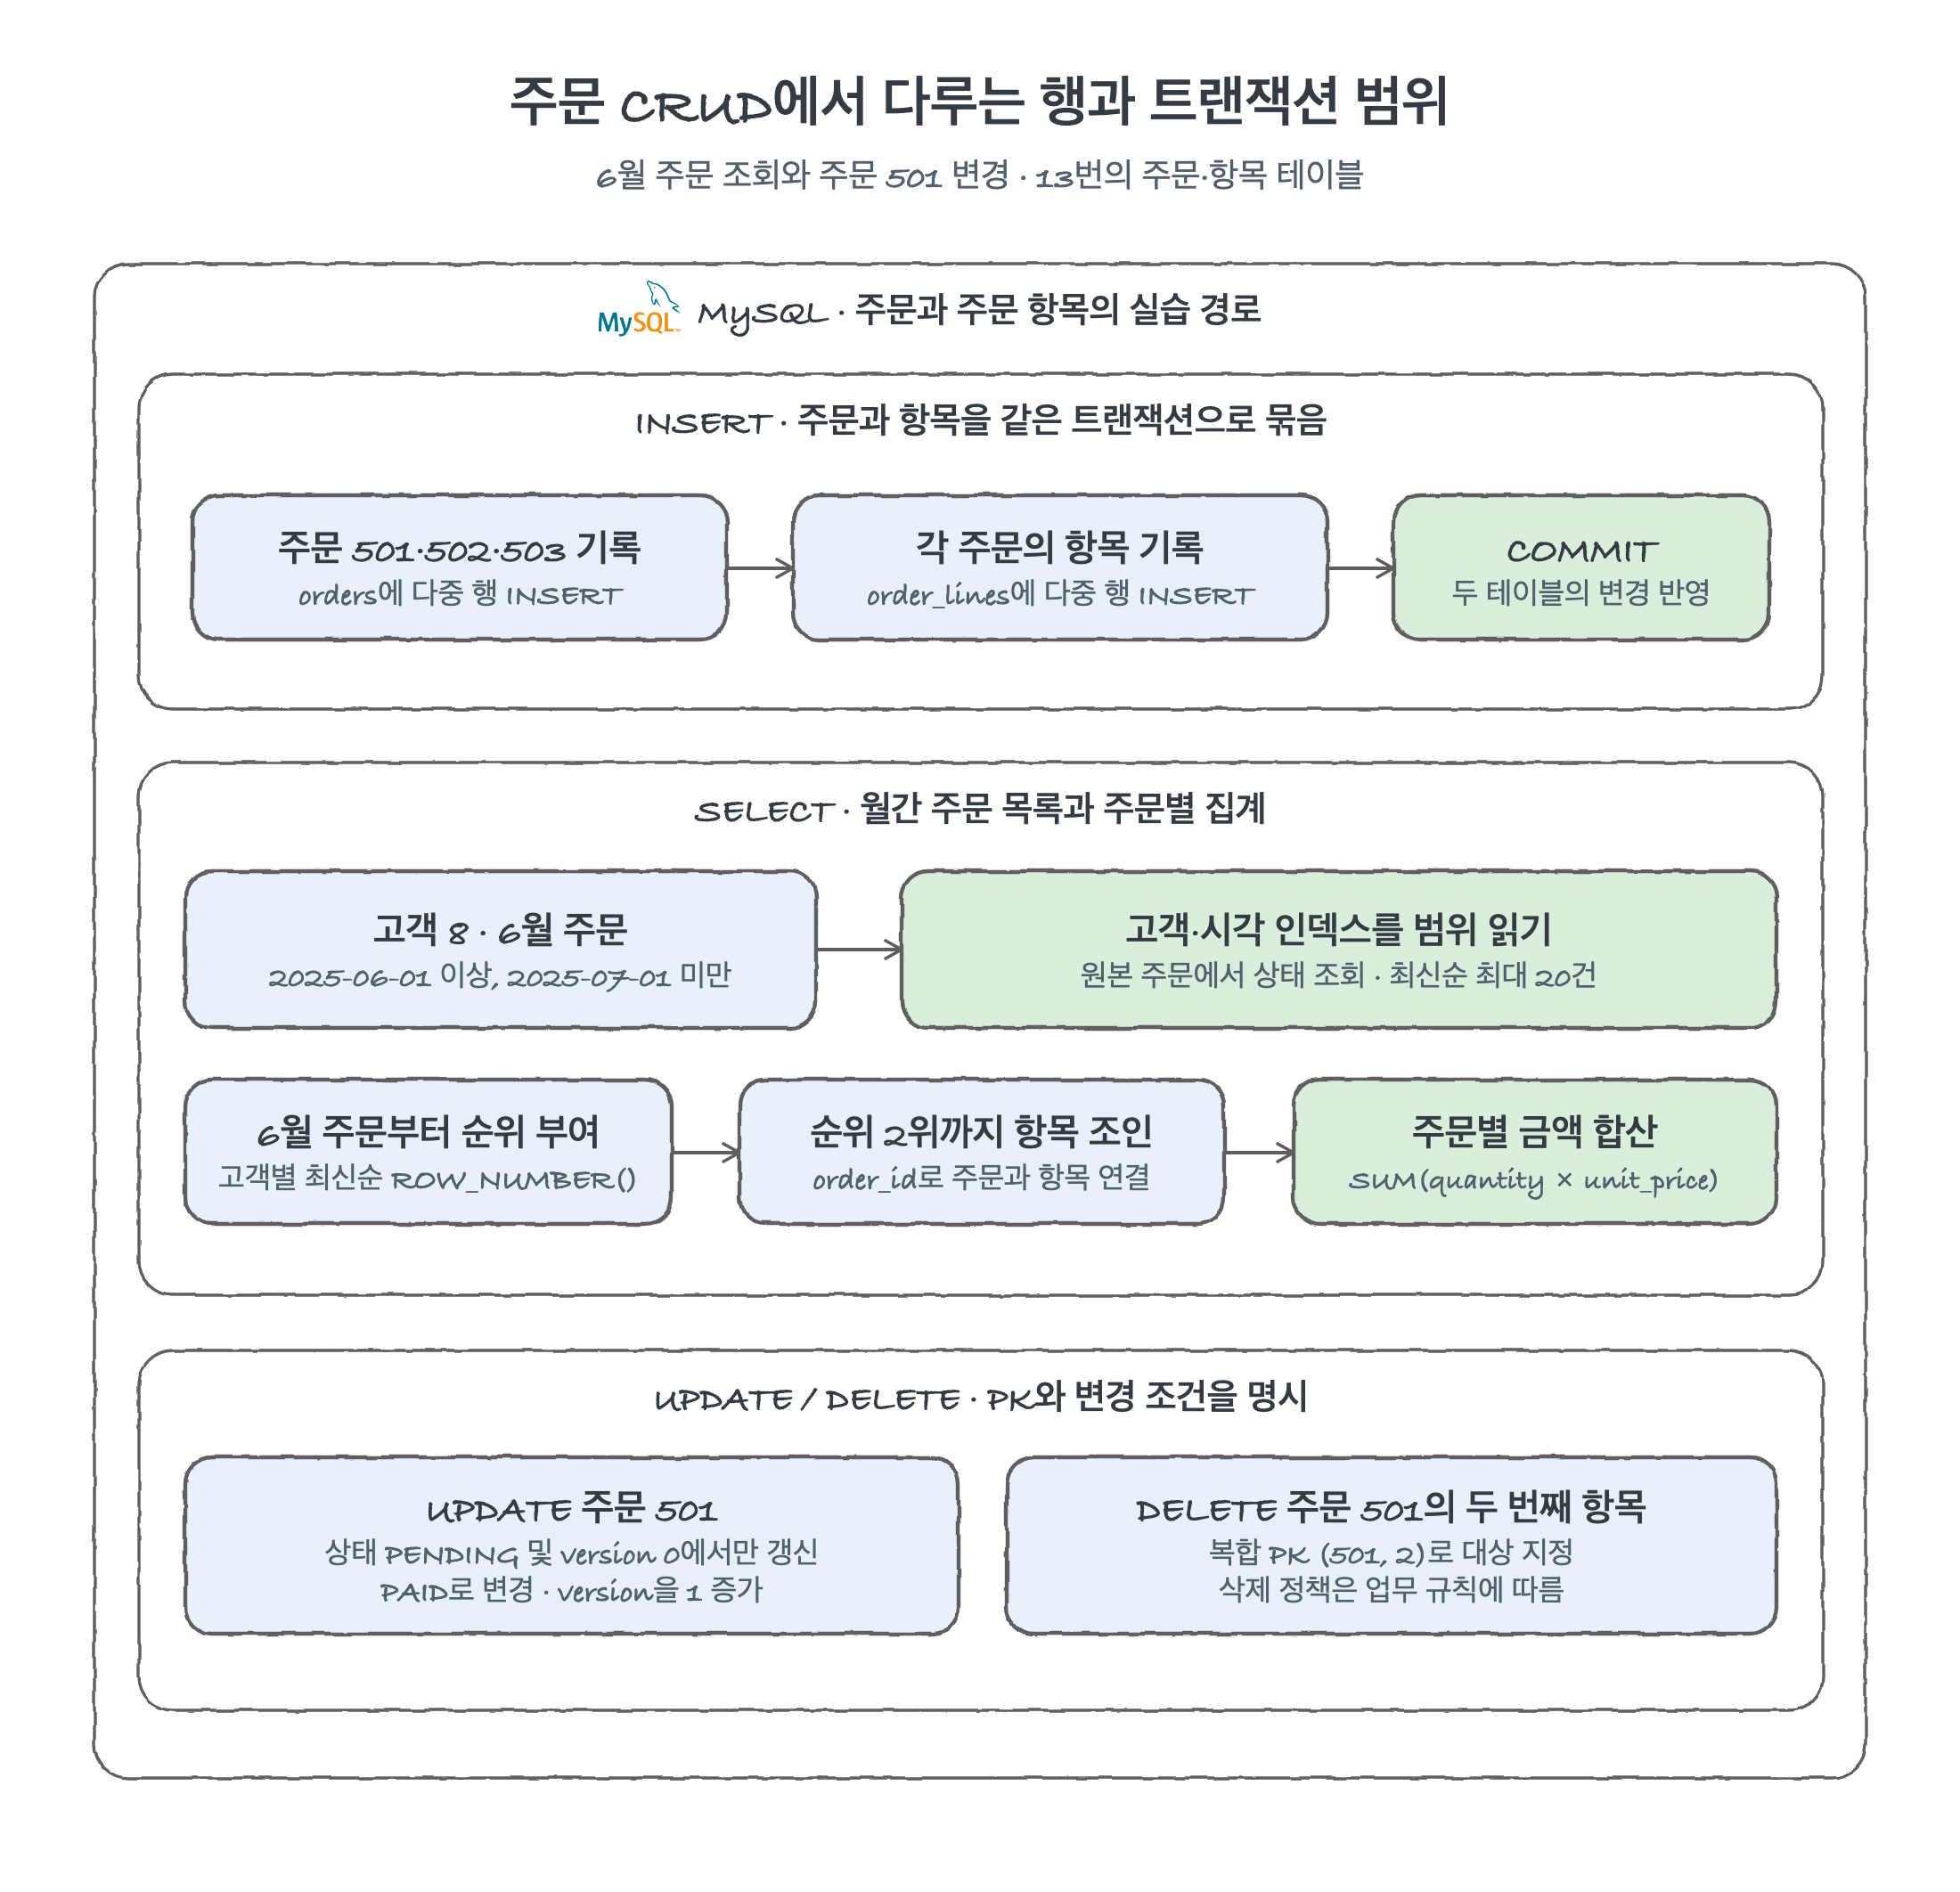 주문 CRUD에서 다루는 행과 트랜잭션 범위
6월 주문 조회와 주문 501 변경 · 13번의 주문·항목 테이블
MySQL™ MySQL · 주문과 주문 항목의 실습 경로
INSERT · 주문과 항목을 같은 트랜잭션으로 묶음
주문 501·502·503 기록
orders에 다중 행 INSERT
각 주문의 항목 기록
order_lines에 다중 행 INSERT
COMMIT
두 테이블의 변경 반영
SELECT · 월간 주문 목록과 주문별 집계
고객 8 · 6월 주문
2025-06-01 이상, 2025-07-01 미만
고객·시각 인덱스를 범위 읽기
원본 주문에서 상태 조회 · 최신순 최대 20건
6월 주문부터 순위 부여
고객별 최신순 ROW_NUMBER()
순위 2위까지 항목 조인
order_id로 주문과 항목 연결
주문별 금액 합산
SUM(quantity × unit_price)
UPDATE / DELETE · PK와 변경 조건을 명시
UPDATE 주문 501
상태 PENDING 및 version 0에서만 갱신
PAID로 변경 · version을 1 증가
DELETE 주문 501의 두 번째 항목
복합 PK (501, 2)로 대상 지정
삭제 정책은 업무 규칙에 따름